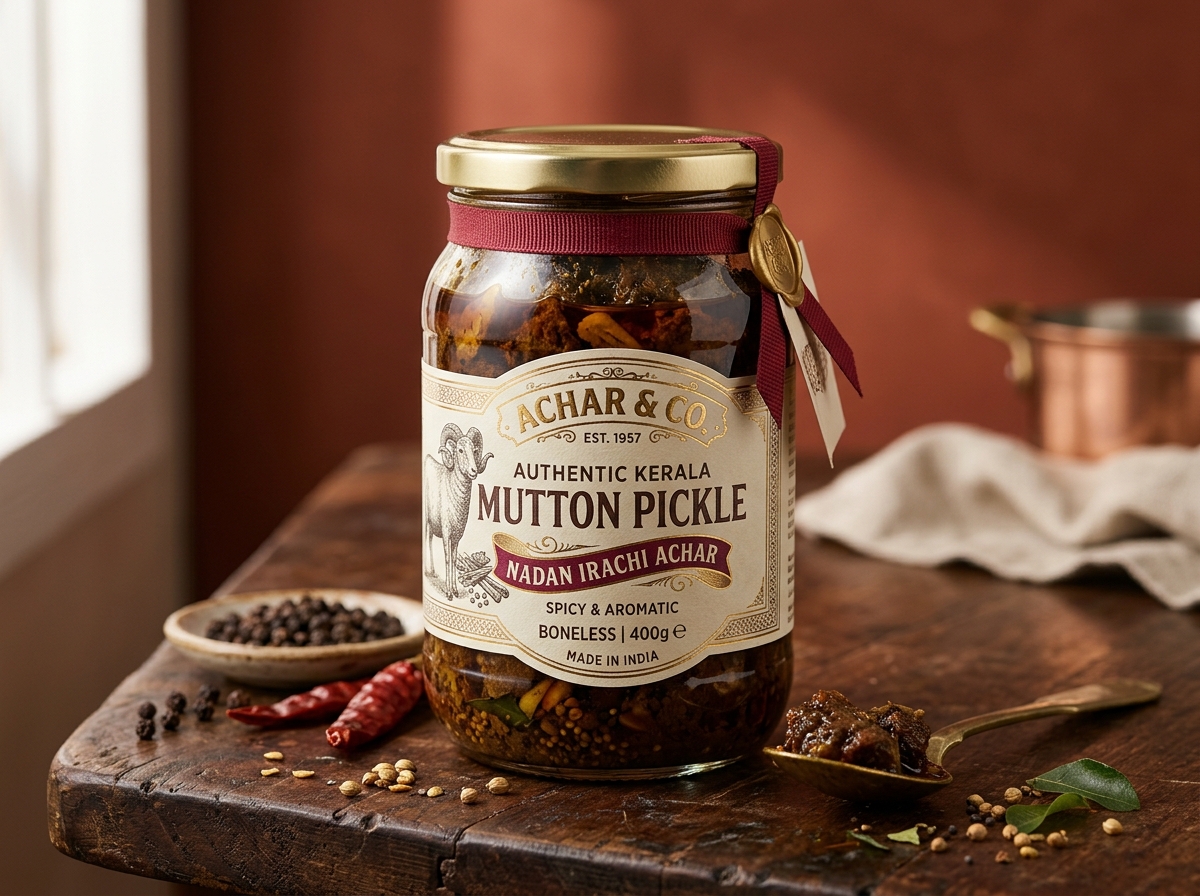 ACHAR & CO.
EST. 1957
AUTHENTIC KERALA
MUTTON PICKLE
NADAN IRACHI ACHAR
SPICY & AROMATIC
BONELESS | 400g ℮
MADE IN INDIA